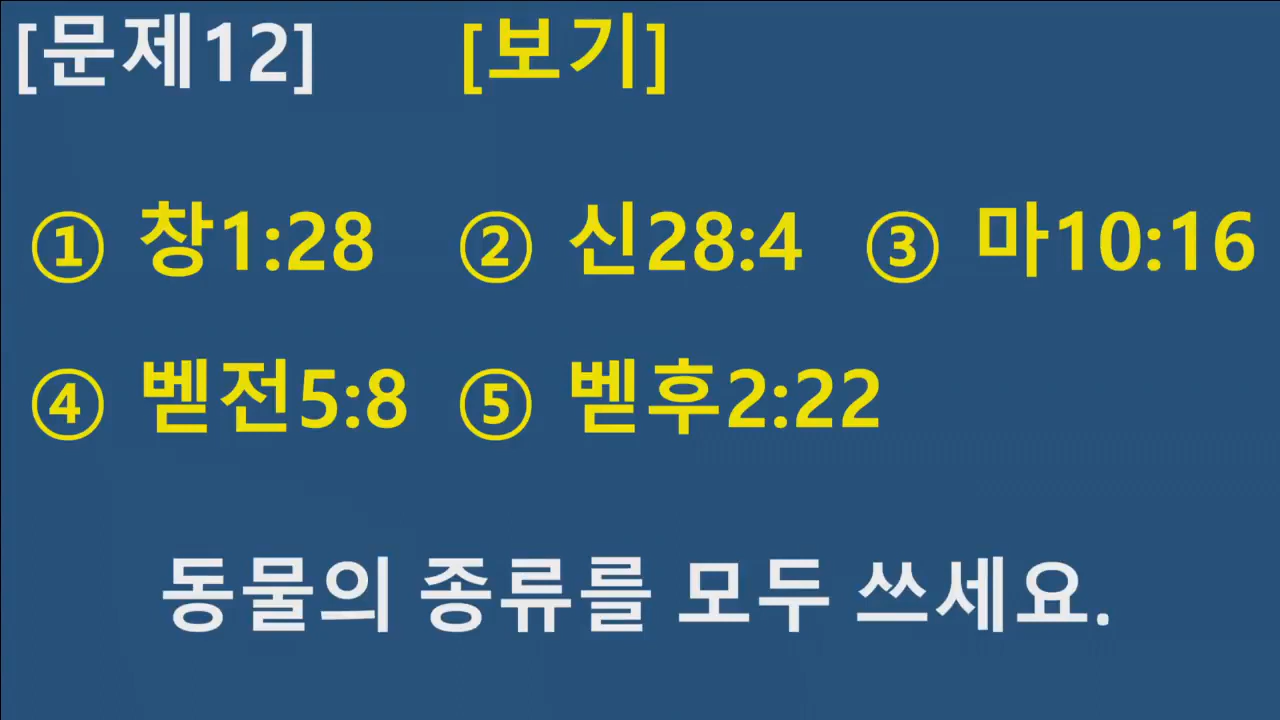 [문제12] [보기]
① 창1:28 ② 신28:4 ③ 마10:16
④ 벧전5:8 ⑤ 벧후2:22
동물의 종류를 모두 쓰세요.